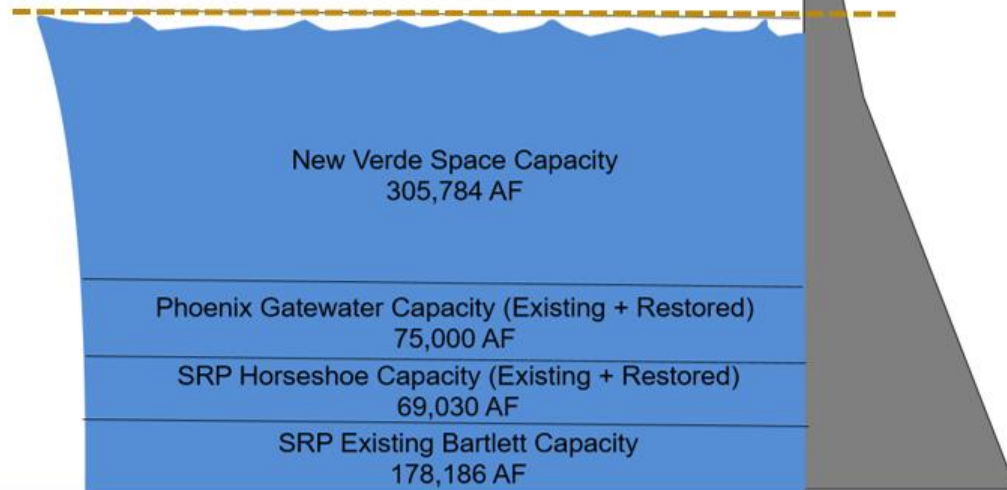 New Verde Space Capacity
305,784 AF
Phoenix Gatewater Capacity (Existing + Restored)
75,000 AF
SRP Horseshoe Capacity (Existing + Restored)
69,030 AF
SRP Existing Bartlett Capacity
178,186 AF